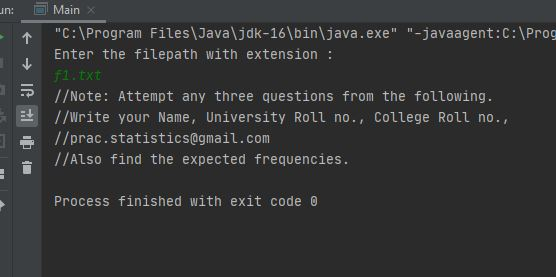 un:
Main
"C:\Program Files\Java\jdk-16\bin\java.exe" "-javaagent:C:\Prog
Enter the filepath with extension :
f1.txt
//Note: Attempt any three questions from the following.
//Write your Name, University Roll no., College Roll no.,
//prac.statistics@gmail.com
//Also find the expected frequencies.
Process finished with exit code 0